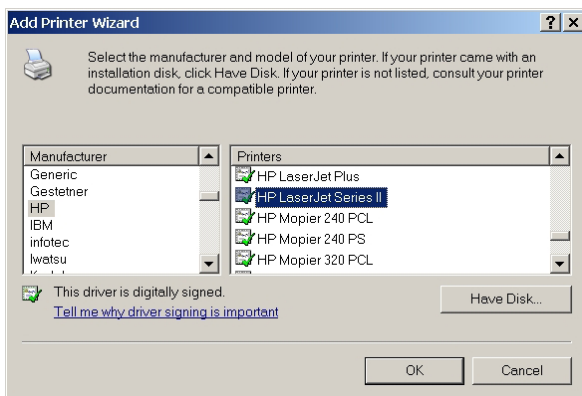 Add Printer Wizard
Select the manufacturer and model of your printer. If your printer came with an
installation disk, click Have Disk. If your printer is not listed, consult your printer
documentation for a compatible printer.
Manufacturer
Generic
Gestetner
HP
IBM
infotec
Iwatsu
Printers
HP LaserJet Plus
HP LaserJet Series II
HP Mopier 240 PCL
HP Mopier 240 PS
HP Mopier 320 PCL
This driver is digitally signed.
Tell me why driver signing is important
Have Disk...
OK
Cancel